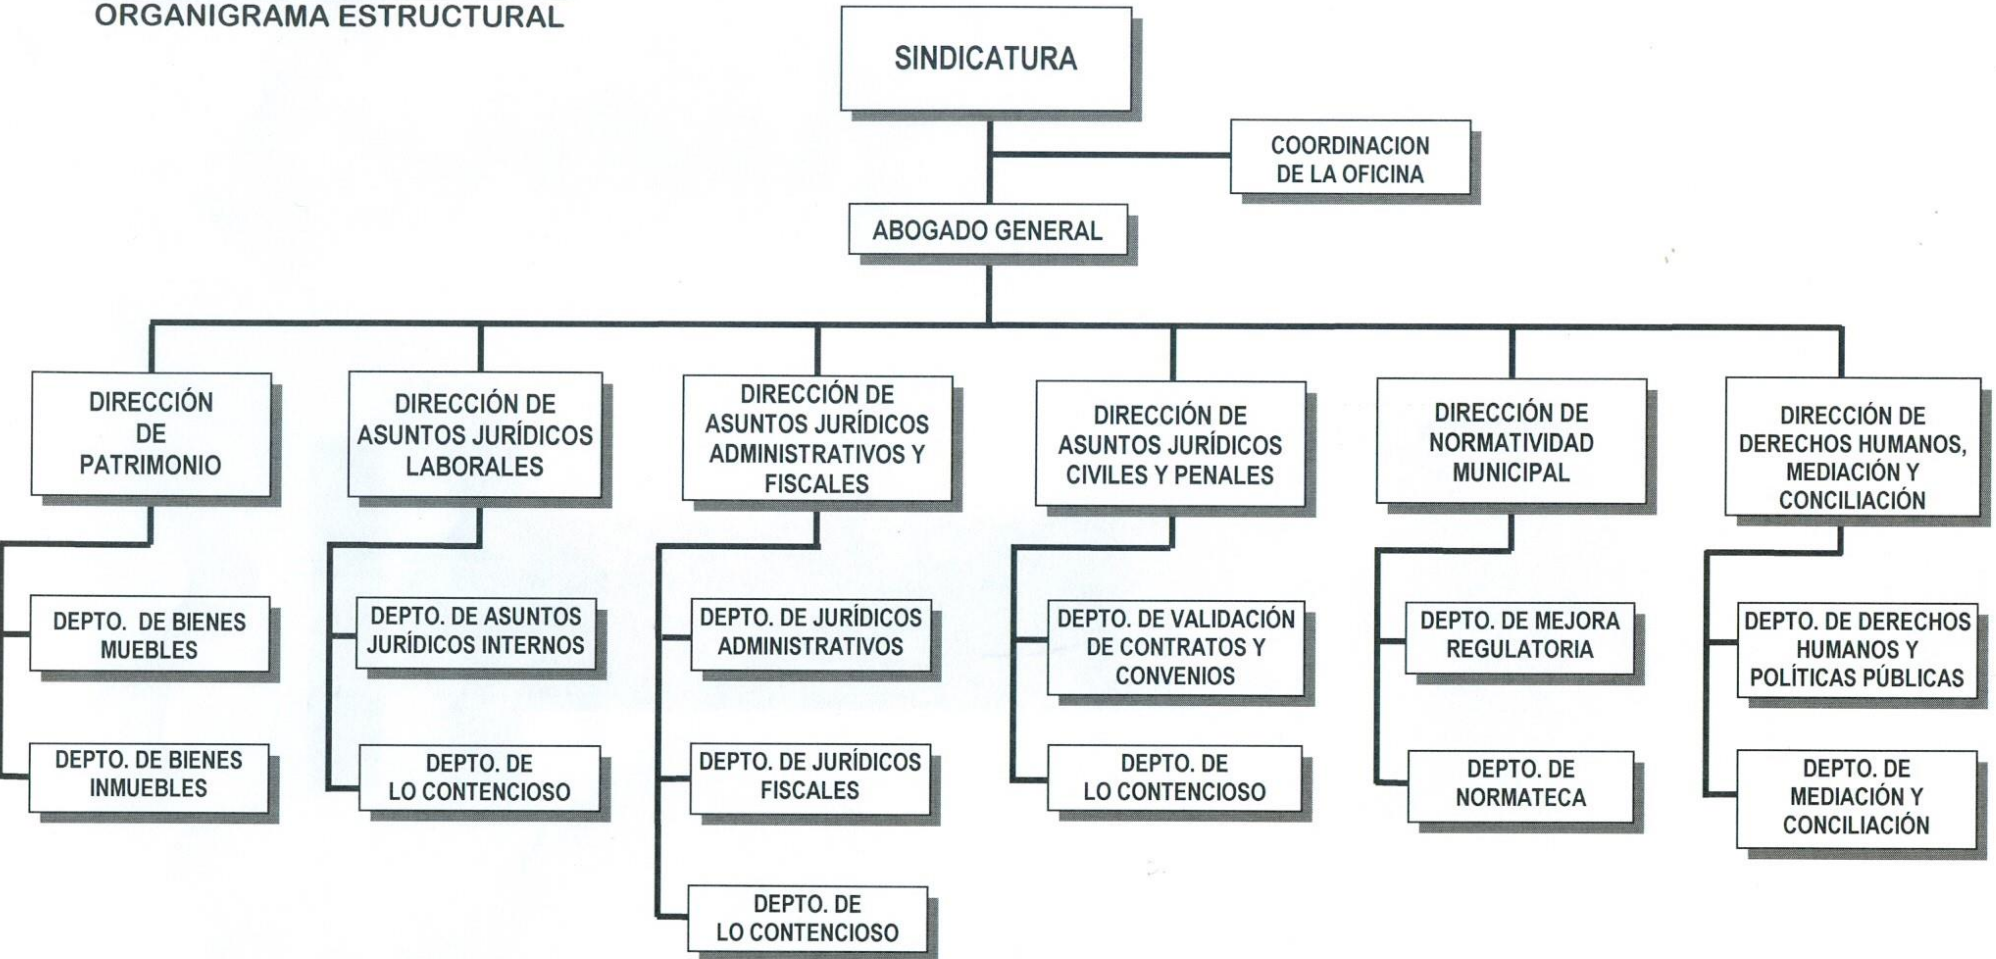 ORGANIGRAMA ESTRUCTURAL
SINDICATURA
COORDINACION
DE LA OFICINA
ABOGADO GENERAL
DIRECCIÓN
DE
PATRIMONIO
DIRECCIÓN DE
ASUNTOS JURÍDICOS
LABORALES
DIRECCIÓN DE
ASUNTOS JURÍDICOS
ADMINISTRATIVOS Y
FISCALES
DIRECCIÓN DE
ASUNTOS JURÍDICOS
CIVILES Y PENALES
DIRECCIÓN DE
NORMATIVIDAD
MUNICIPAL
DIRECCIÓN DE
DERECHOS HUMANOS,
MEDIACIÓN Y
CONCILIACIÓN
DEPTO. DE BIENES
MUEBLES
DEPTO. DE ASUNTOS
JURÍDICOS INTERNOS
DEPTO. DE JURÍDICOS
ADMINISTRATIVOS
DEPTO. DE VALIDACIÓN
DE CONTRATOS Y
CONVENIOS
DEPTO. DE MEJORA
REGULATORIA
DEPTO. DE DERECHOS
HUMANOS Y
POLÍTICAS PÚBLICAS
DEPTO. DE BIENES
INMUEBLES
DEPTO. DE
LO CONTENCIOSO
DEPTO. DE JURÍDICOS
FISCALES
DEPTO. DE
LO CONTENCIOSO
DEPTO. DE
NORMATECA
DEPTO. DE
MEDIACIÓN Y
CONCILIACIÓN
DEPTO. DE
LO CONTENCIOSO